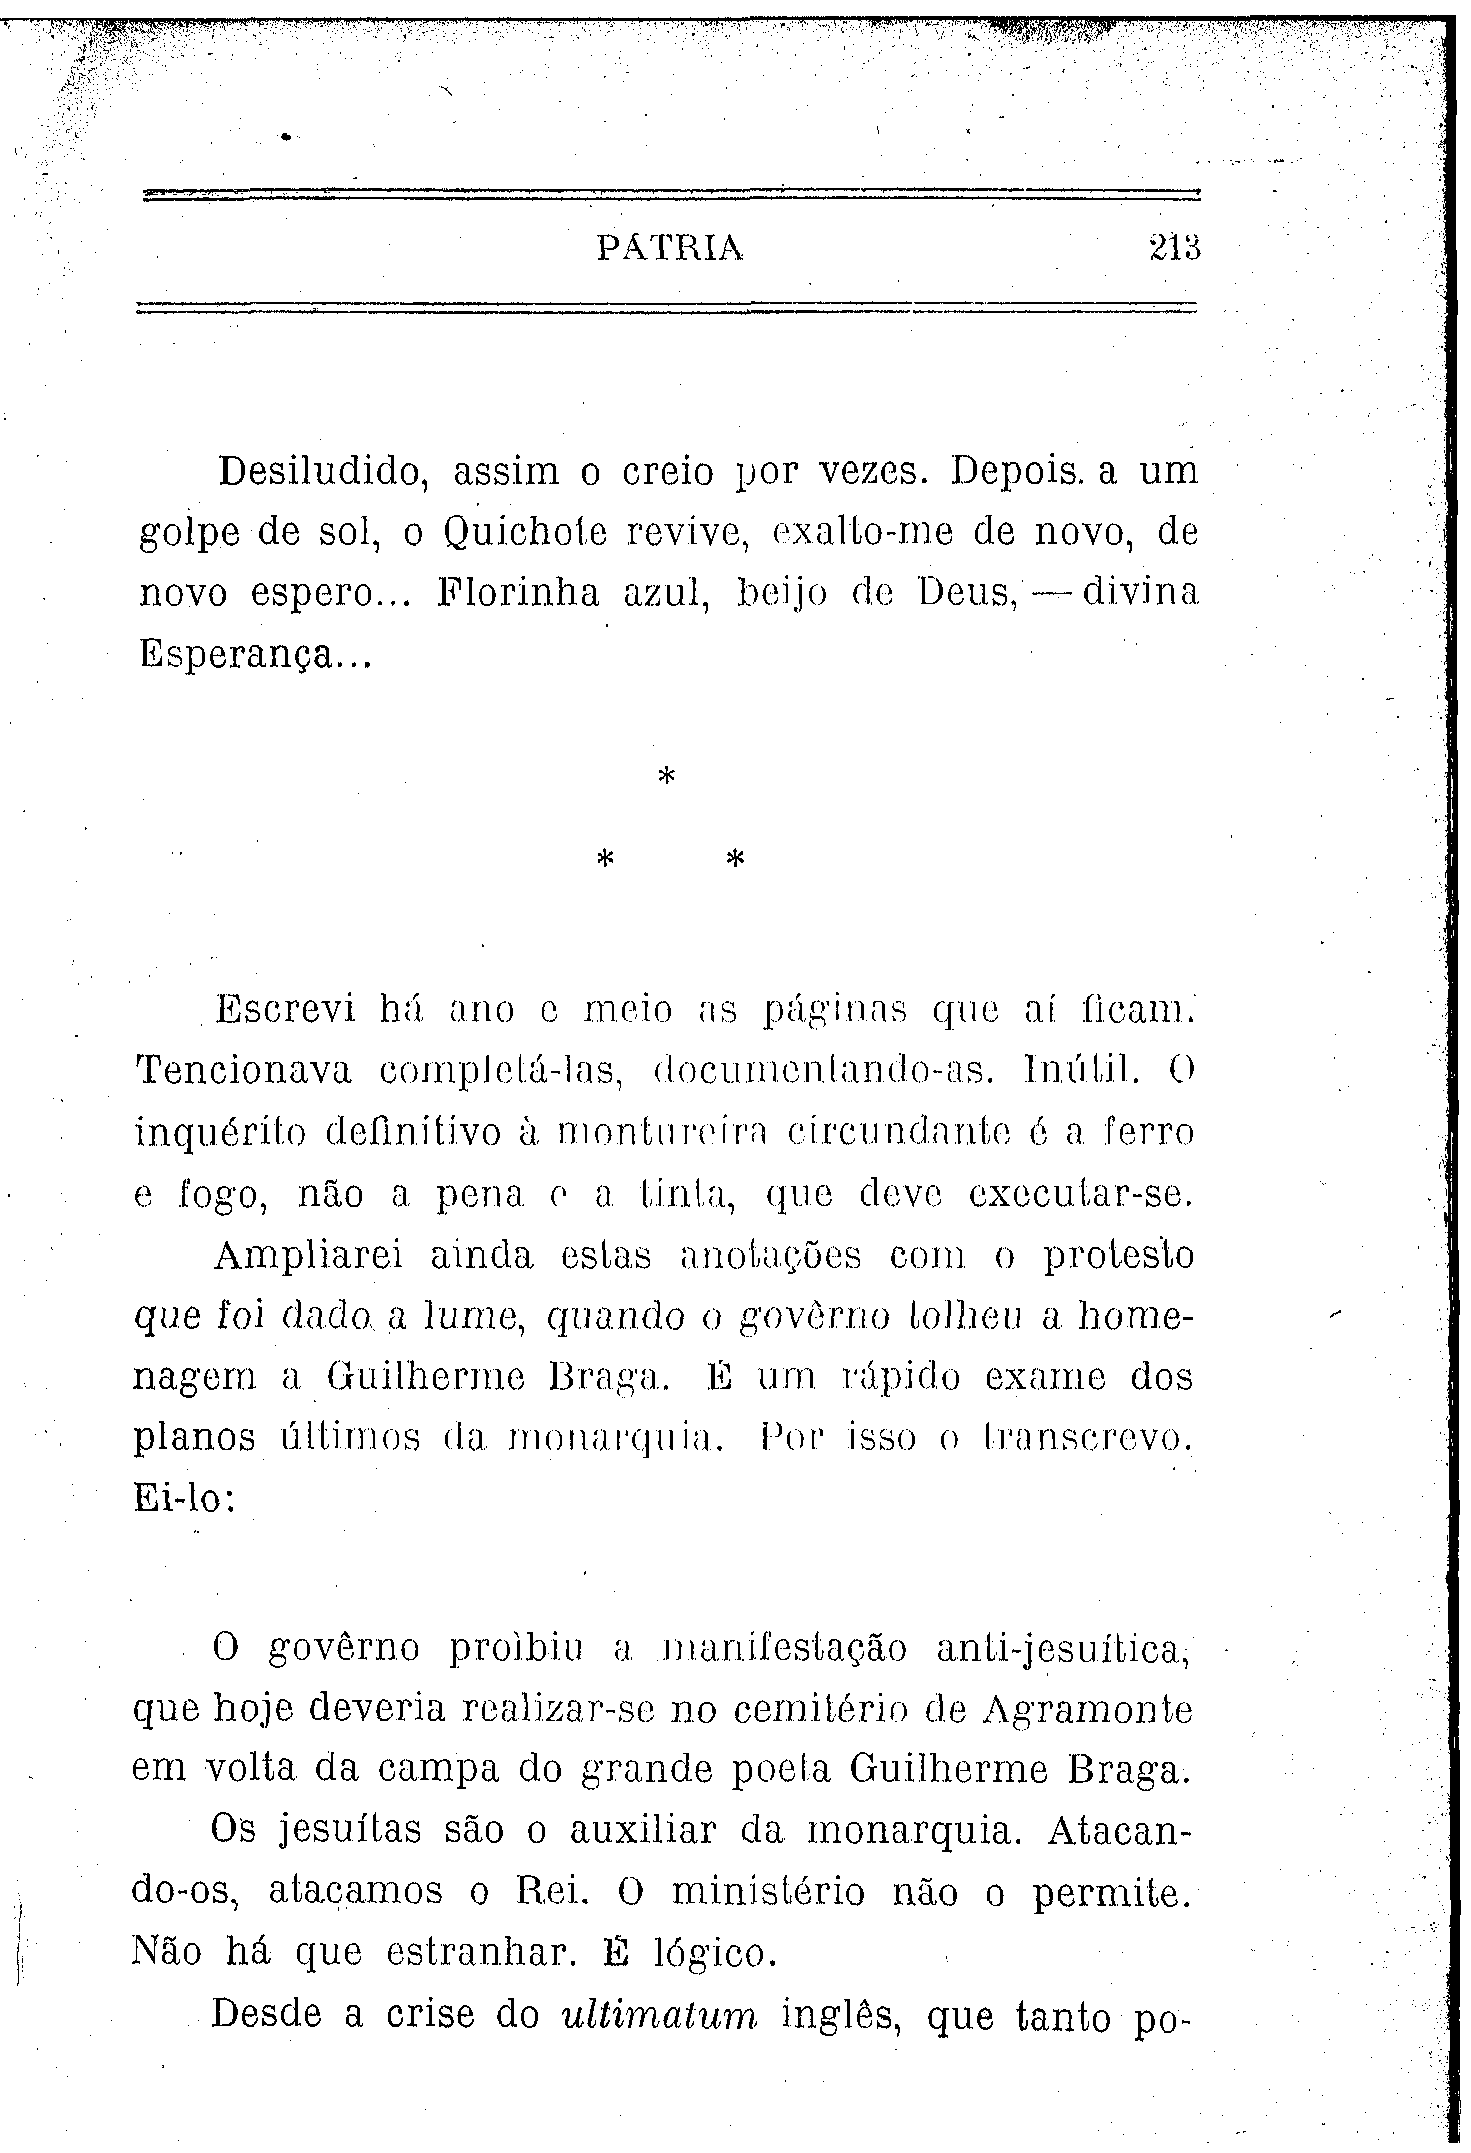 PÁTRIA 213
Desiludido, assim o creio por vezes. Depois. a um
golpe de sol, o Quichote revive, exalto-me de novo, de
novo espero... Florinha azul, beijo de Deus, — divina
Esperança...
*
* *
Escrevi há ano e meio as páginas que aí ficam.
Tencionava completá-las, documentando-as. Inútil. O
inquérito definitivo à montureira circundante é a ferro
e fogo, não a pena e a tinta, que deve executar-se.
Ampliarei ainda estas anotações com o protesto
que foi dado a lume, quando o govêrno tolheu a home-
nagem a Guilherme Braga. É um rápido exame dos
planos últimos da monarquia. Por isso o transcrevo.
Ei-lo:
O govêrno proìbiu a manifestação anti-jesuítica,
que hoje deveria realizar-se no cemitério de Agramonte
em volta da campa do grande poeta Guilherme Braga.
Os jesuítas são o auxiliar da monarquia. Atacan-
do-os, atacamos o Rei. O ministério não o permite.
Não há que estranhar. É lógico.
Desde a crise do ultimatum inglês, que tanto po-